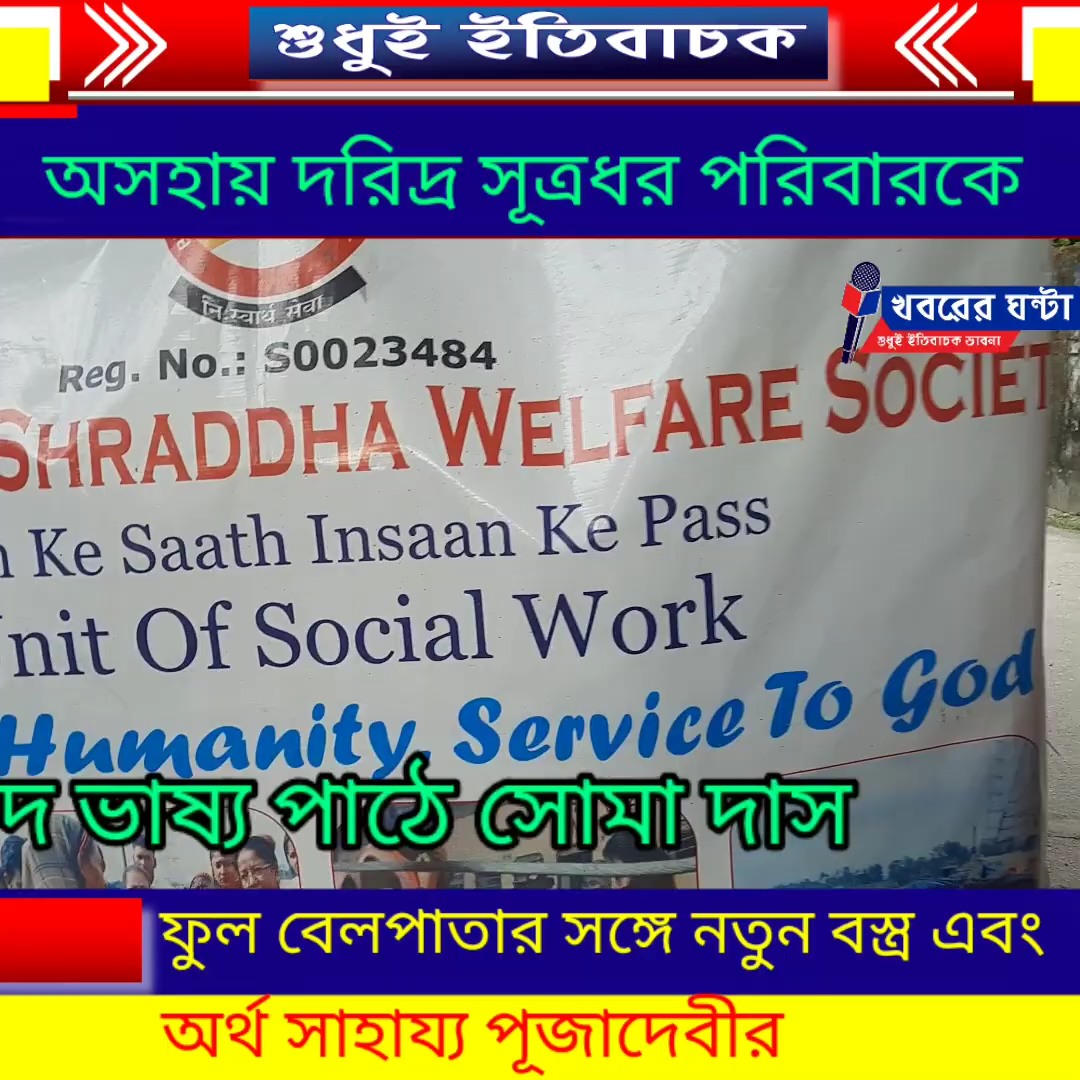 শুধুই ইতিবাচক
অসহায় দরিদ্র সূত্রধর পরিবারকে
নিঃস্বার্থ सेवा
খবরের ঘন্টা
শুধুই ইতিবাচক ভাবনা
Reg. No.: S0023484
SHRADDHA WELFARE SOCIET
Ke Saath Insaan Ke Pass
Of Social Work
Humanity, Service To God
ভাষ্য পাঠে সোমা দাস
ফুল বেলপাতার সঙ্গে নতুন বস্ত্র এবং
অর্থ সাহায্য পূজাদেবীর